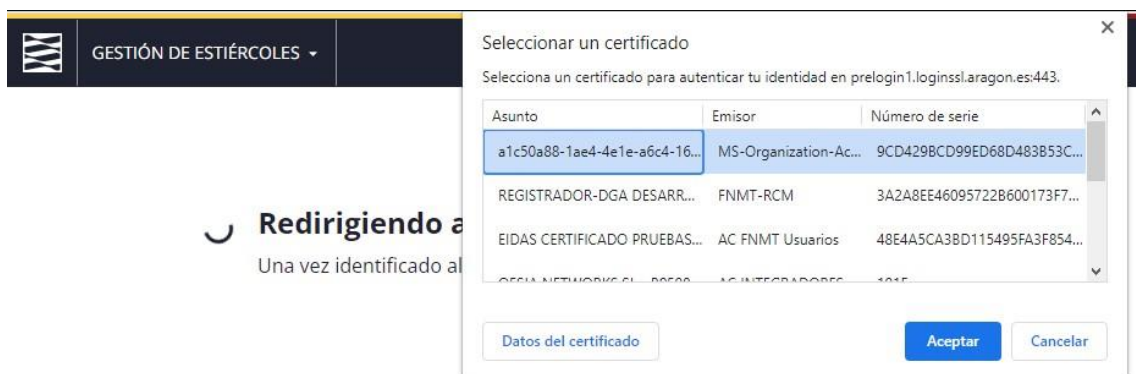 GESTIÓN DE ESTIÉRCOLES
Redirigiendo a
Una vez identificado al
Seleccionar un certificado
Selecciona un certificado para autenticar tu identidad en prelogin1.loginssl.aragon.es:443.
Asunto Emisor Número de serie
a1c50a88-1ae4-4e1e-a6c4-16... MS-Organization-Ac... 9CD429BCD99ED68D483B53C...
REGISTRADOR-DGA DESARR... FNMT-RCM 3A2A8EE46095722B600173F7...
EIDAS CERTIFICADO PRUEBAS... AC FNMT Usuarios 48E4A5CA3BD115495FA3F854...
Datos del certificado Aceptar Cancelar